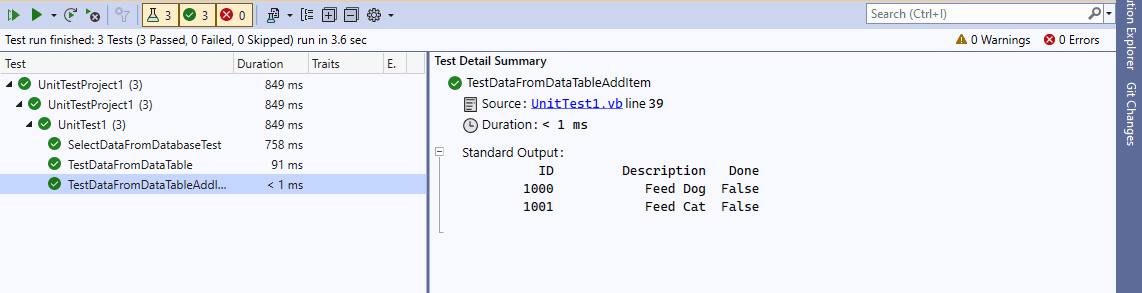 3 3 0
Search (Ctrl+I)
Test run finished: 3 Tests (3 Passed, 0 Failed, 0 Skipped) run in 3.6 sec
0 Warnings 0 Errors
Test Duration Traits E.
UnitTestProject1 (3) 849 ms
UnitTestProject1 (3) 849 ms
UnitTest1 (3) 849 ms
SelectDataFromDatabaseTest 758 ms
TestDataFromDataTable 91 ms
TestDataFromDataTableAddI... < 1 ms
Test Detail Summary
TestDataFromDataTableAddItem
Source: UnitTest1.vb line 39
Duration: < 1 ms
Standard Output:
ID Description Done
1000 Feed Dog False
1001 Feed Cat False
Explorer
Git Changes